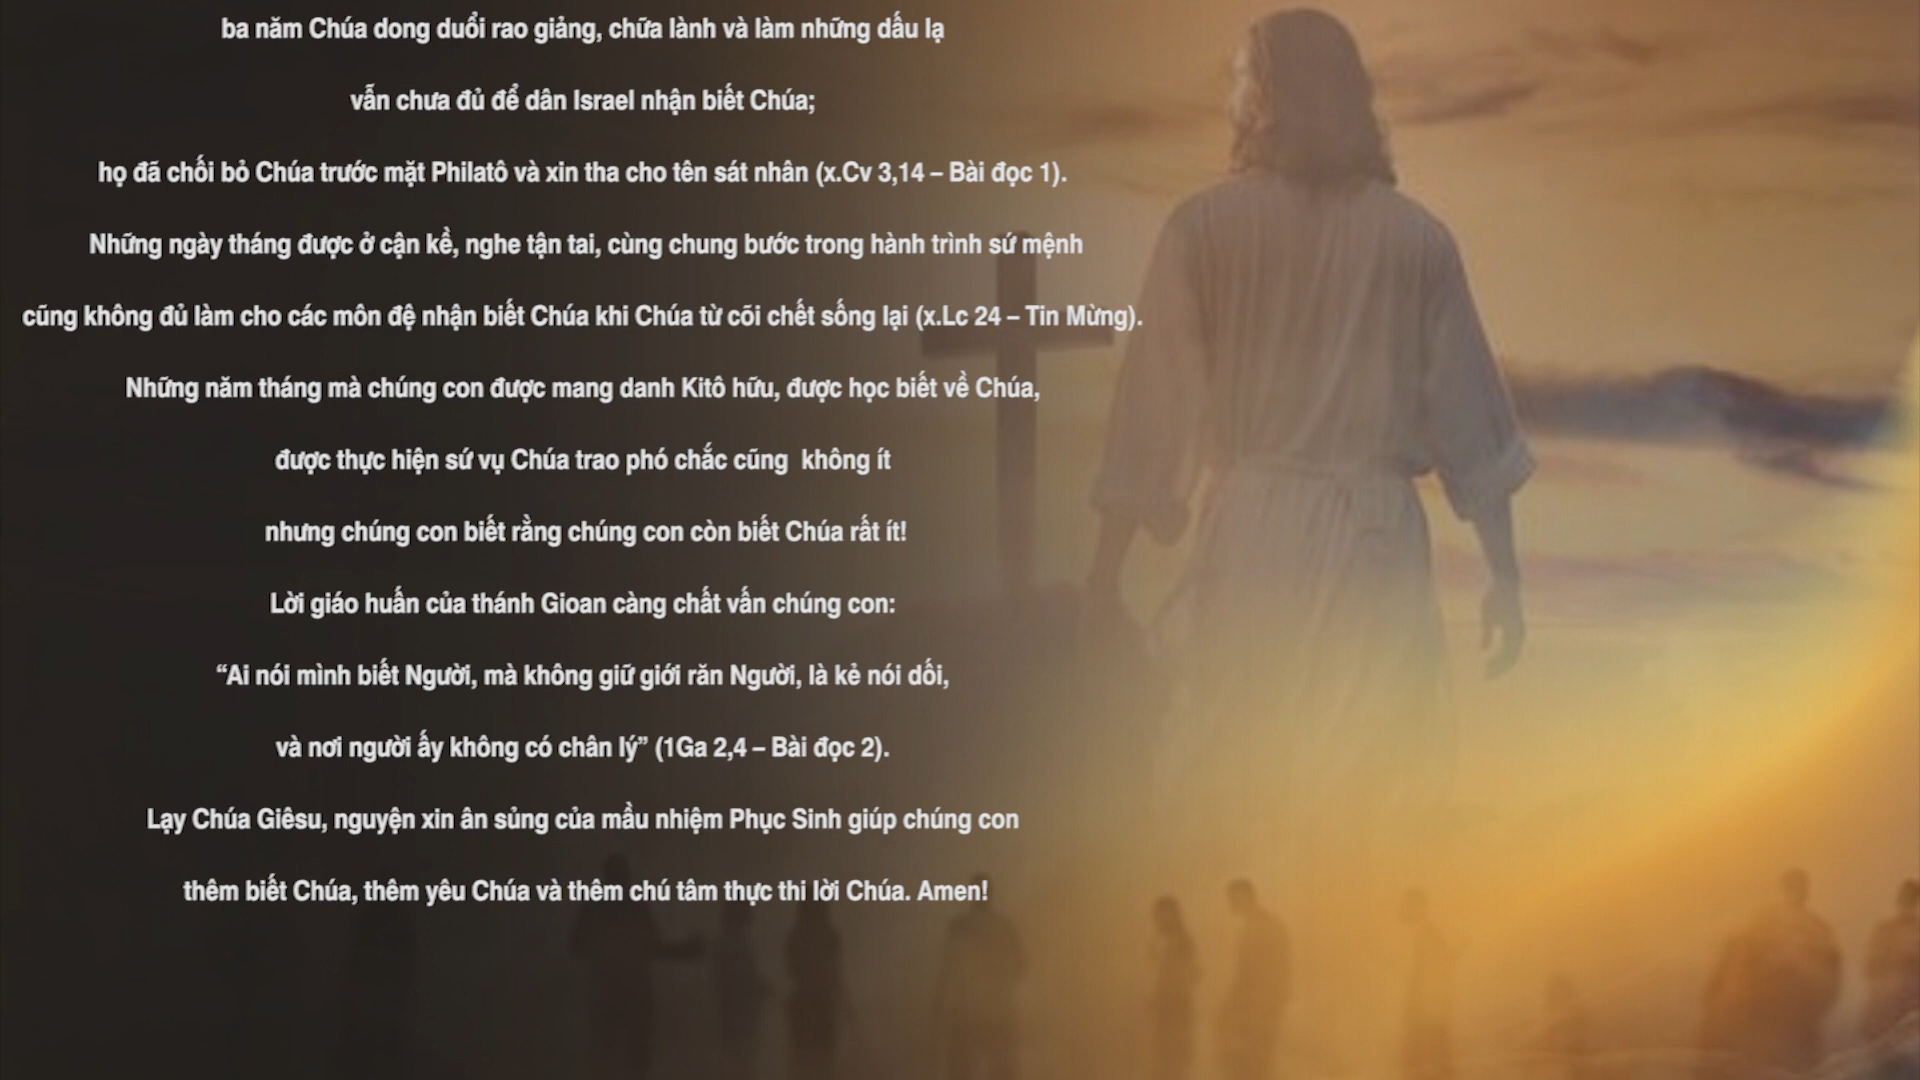 ba năm Chúa dong duổi rao giảng, chữa lành và làm những dấu lạ
vẫn chưa đủ để dân Israel nhận biết Chúa;
họ đã chối bỏ Chúa trước mặt Philatô và xin tha cho tên sát nhân (x.Cv 3,14 – Bài đọc 1).
Những ngày tháng được ở cận kề, nghe tận tai, cùng chung bước trong hành trình sứ mệnh
cũng không đủ làm cho các môn đệ nhận biết Chúa khi Chúa từ cõi chết sống lại (x.Lc 24 – Tin Mừng).
Những năm tháng mà chúng con được mang danh Kitô hữu, được học biết về Chúa,
được thực hiện sứ vụ Chúa trao phó chắc cũng  không ít
nhưng chúng con biết rằng chúng con còn biết Chúa rất ít!
Lời giáo huấn của thánh Gioan càng chất vấn chúng con:
“Ai nói mình biết Người, mà không giữ giới răn Người, là kẻ nói dối,
và nơi người ấy không có chân lý” (1Ga 2,4 – Bài đọc 2).
Lạy Chúa Giêsu, nguyện xin ân sủng của mầu nhiệm Phục Sinh giúp chúng con
thêm biết Chúa, thêm yêu Chúa và thêm chú tâm thực thi lời Chúa. Amen!